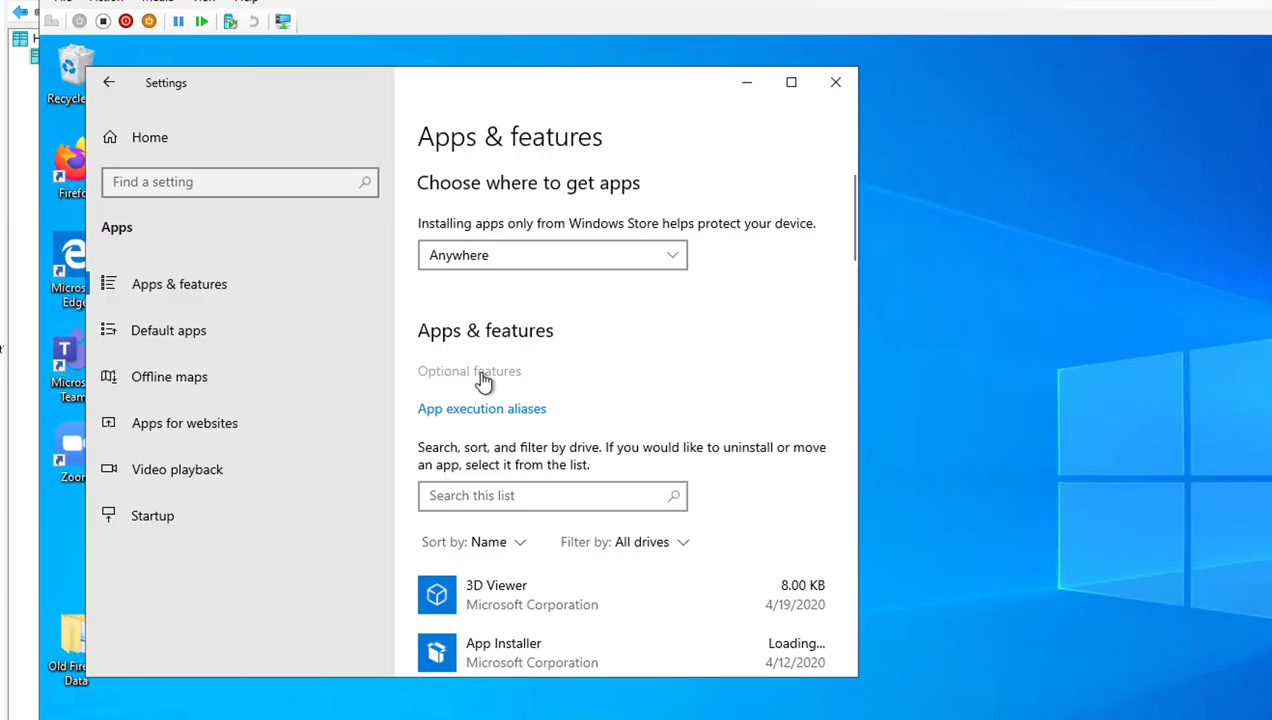 Recycle
Firefo
Micros
Edge
T
Micros
Team
Zoor
Old Fire
Data
Settings
Home
Find a setting
Apps
Apps & features
Default apps
Offline maps
Apps for websites
Video playback
Startup
Apps & features
Choose where to get apps
Installing apps only from Windows Store helps protect your device.
Anywhere
Apps & features
Optional features
App execution aliases
Search, sort, and filter by drive. If you would like to uninstall or move
an app, select it from the list.
Search this list
Sort by: Name
Filter by: All drives
3D Viewer
8.00 KB
Microsoft Corporation
4/19/2020
App Installer
Loading...
Microsoft Corporation
4/12/2020